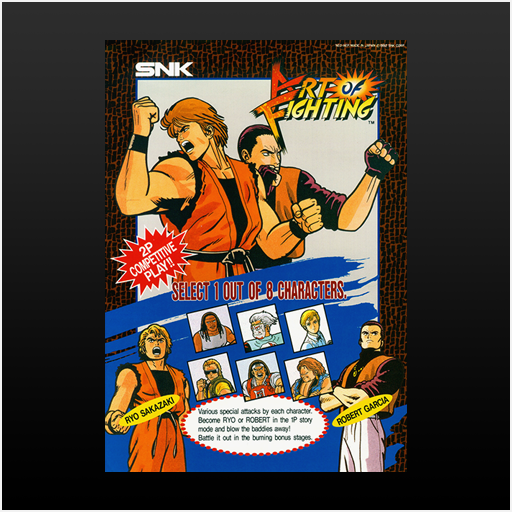 SNK
ART OF
FIGHTING
TM
2P
COMPETITIVE
PLAY!!
SELECT 1 OUT OF 8 CHARACTERS.
RYO SAKAZAKI
ROBERT GARCIA
Various special attacks by each character.
Become RYO or ROBERT in the 1P story
mode and blow the baddies away!
Battle it out in the burning bonus stages.